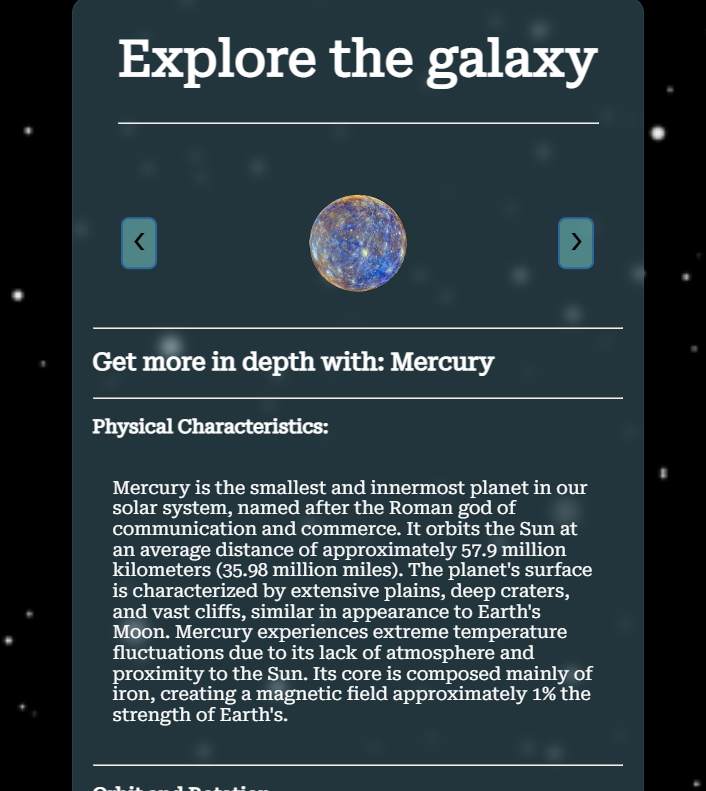 Explore the galaxy
‹ ›
Get more in depth with: Mercury
Physical Characteristics:
Mercury is the smallest and innermost planet in our
solar system, named after the Roman god of
communication and commerce. It orbits the Sun at
an average distance of approximately 57.9 million
kilometers (35.98 million miles). The planet's surface
is characterized by extensive plains, deep craters,
and vast cliffs, similar in appearance to Earth's
Moon. Mercury experiences extreme temperature
fluctuations due to its lack of atmosphere and
proximity to the Sun. Its core is composed mainly of
iron, creating a magnetic field approximately 1% the
strength of Earth's.
Orbit and Rotation